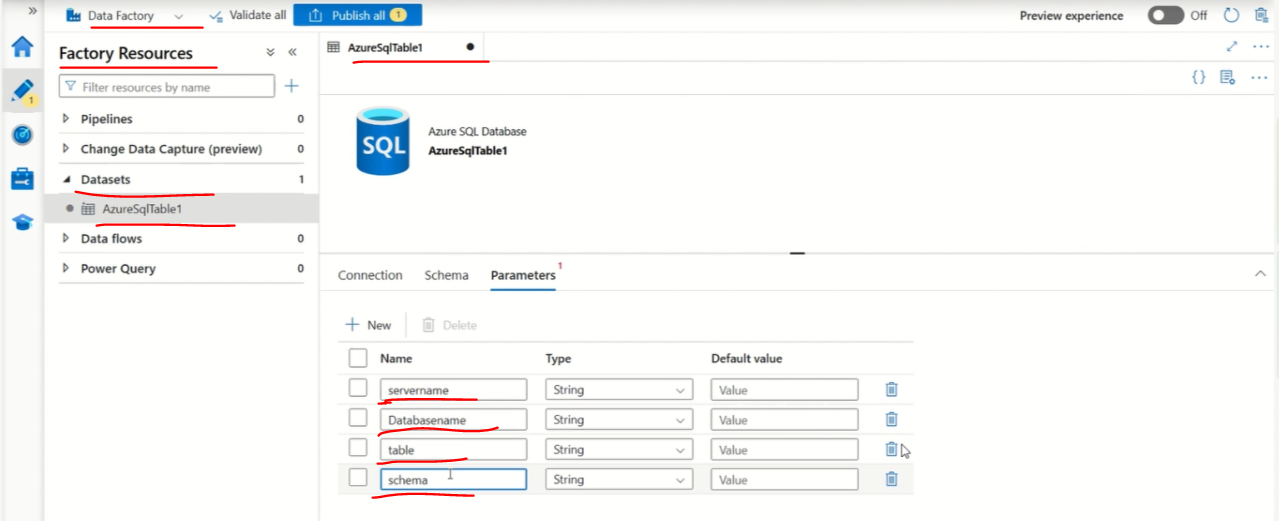 » Data Factory Validate all Publish all 1 Preview experience Off
Factory Resources
Filter resources by name
Pipelines 0
Change Data Capture (preview) 0
Datasets 1
AzureSqlTable1
Data flows 0
Power Query 0
1
AzureSqlTable1
{}
SQL
Azure SQL Database
AzureSqlTable1
Connection Schema Parameters 1
New Delete
Name Type Default value
servername String Value
Databasename String Value
table String Value
schema String Value